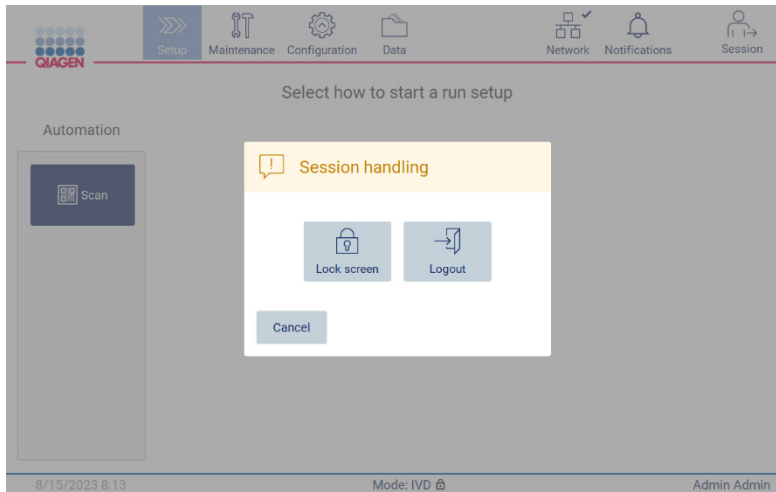 QIAGEN
Setup
Maintenance
Configuration
Data
Network
Notifications
Session
Select how to start a run setup
Automation
Scan
Session handling
Lock screen
Logout
Cancel
8/15/2023 8:13
Mode: IVD
Admin Admin